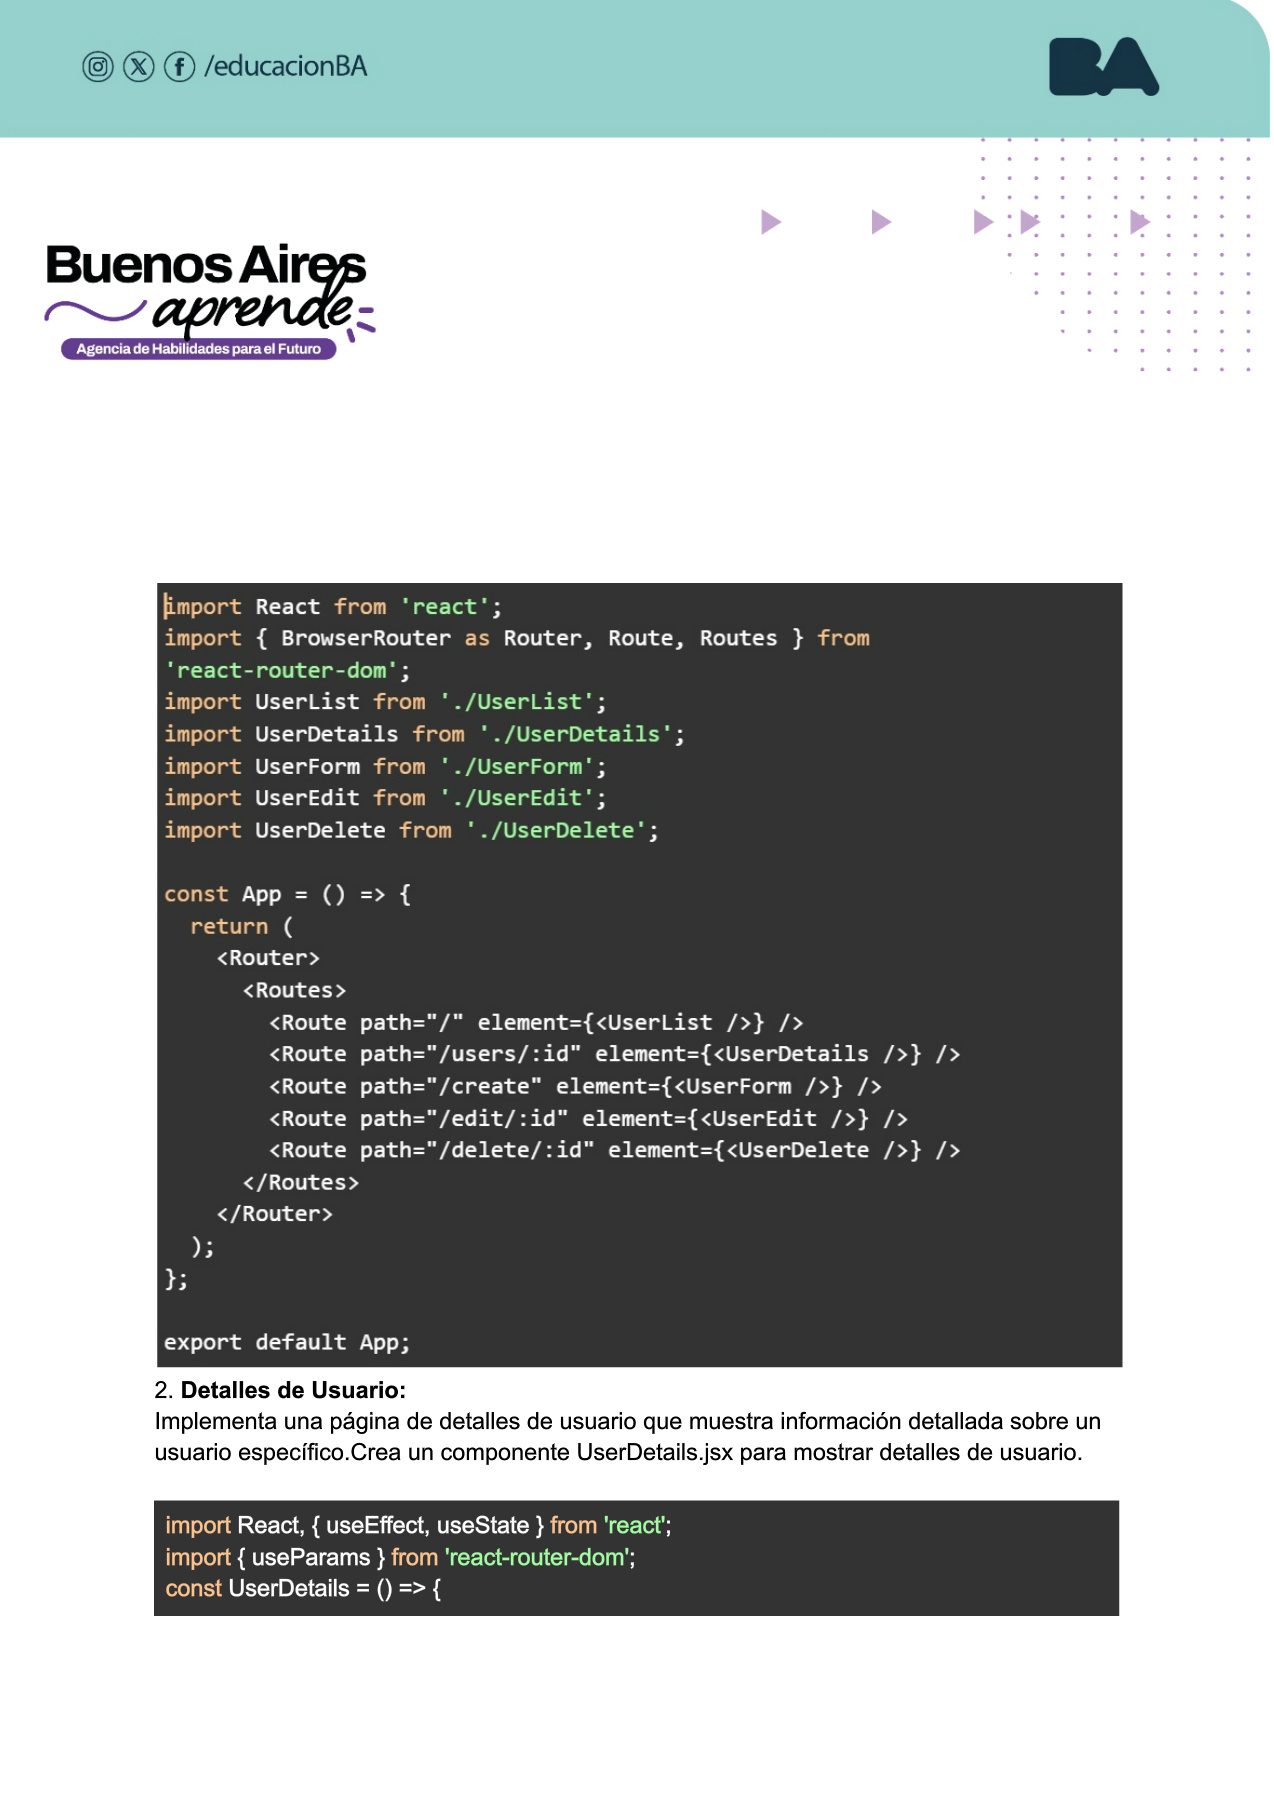 /educacionBA
BA
Buenos Aires
aprende
Agencia de Habilidades para el Futuro
import React from 'react';
import { BrowserRouter as Router, Route, Routes } from
'react-router-dom';
import UserList from './UserList';
import UserDetails from './UserDetails';
import UserForm from './UserForm';
import UserEdit from './UserEdit';
import UserDelete from './UserDelete';

const App = () => {
  return (
    <Router>
      <Routes>
        <Route path="/" element={<UserList />} />
        <Route path="/users/:id" element={<UserDetails />} />
        <Route path="/create" element={<UserForm />} />
        <Route path="/edit/:id" element={<UserEdit />} />
        <Route path="/delete/:id" element={<UserDelete />} />
      </Routes>
    </Router>
  );
};

export default App;
2. Detalles de Usuario:
Implementa una página de detalles de usuario que muestra información detallada sobre un
usuario específico.Crea un componente UserDetails.jsx para mostrar detalles de usuario.
import React, { useEffect, useState } from 'react';
import { useParams } from 'react-router-dom';
const UserDetails = () => {